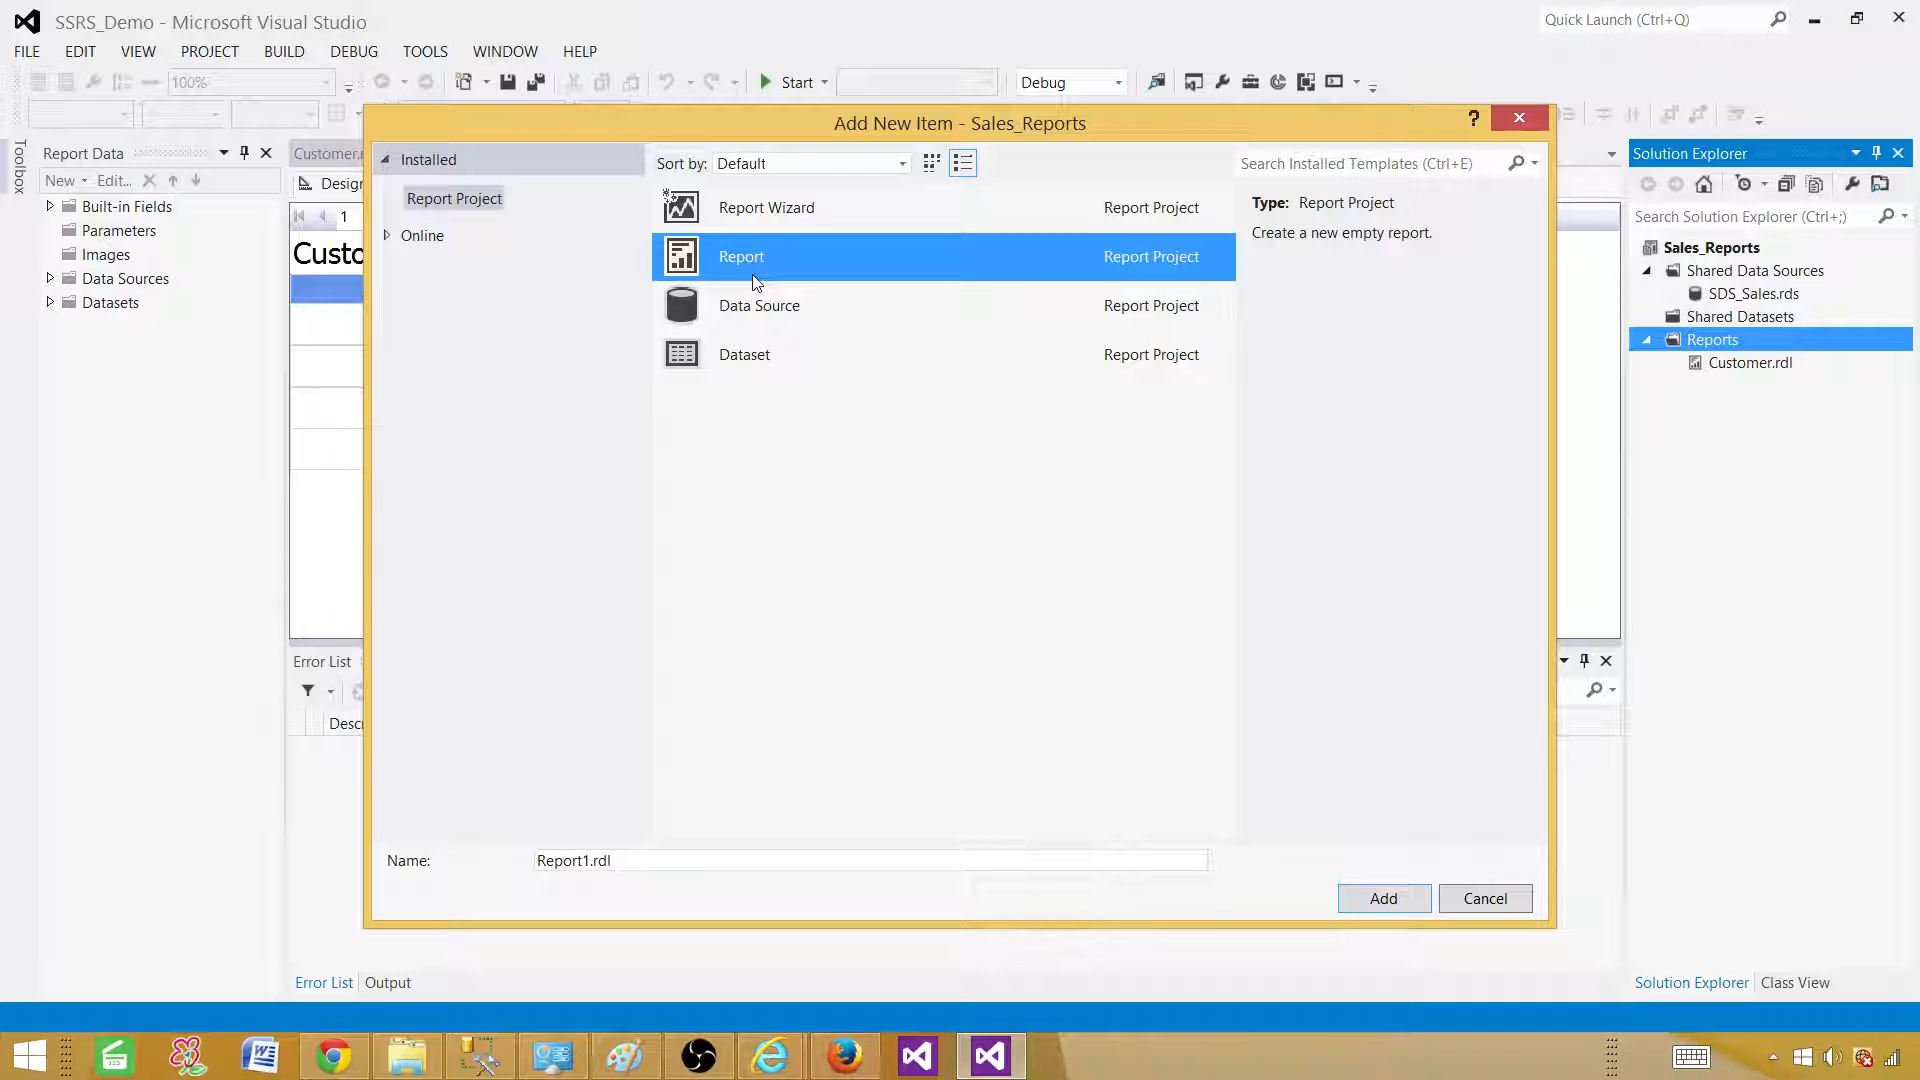 SSRS_Demo - Microsoft Visual Studio
Quick Launch (Ctrl+Q)
FILE EDIT VIEW PROJECT BUILD DEBUG TOOLS WINDOW HELP
100%
Start
Debug
Add New Item - Sales_Reports
?
Toolbox
Report Data
New Edit...
Built-in Fields
Parameters
Images
Data Sources
Datasets
Customer.r
Design
1
Custo
Installed
Report Project
Online
Sort by: Default
Search Installed Templates (Ctrl+E)
Report Wizard Report Project
Report Report Project
Data Source Report Project
Dataset Report Project
Type: Report Project
Create a new empty report.
Name: Report1.rdl
Add Cancel
Solution Explorer
Search Solution Explorer (Ctrl+;)
Sales_Reports
Shared Data Sources
SDS_Sales.rds
Shared Datasets
Reports
Customer.rdl
Error List
Descr
Error List Output
Solution Explorer Class View